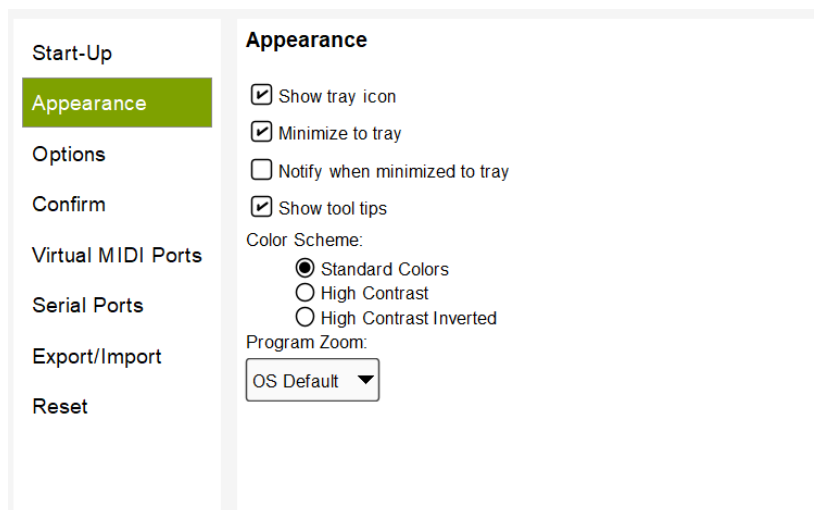 Start-Up
Appearance
Options
Confirm
Virtual MIDI Ports
Serial Ports
Export/Import
Reset
Appearance
Show tray icon
Minimize to tray
Notify when minimized to tray
Show tool tips
Color Scheme:
Standard Colors
High Contrast
High Contrast Inverted
Program Zoom:
OS Default